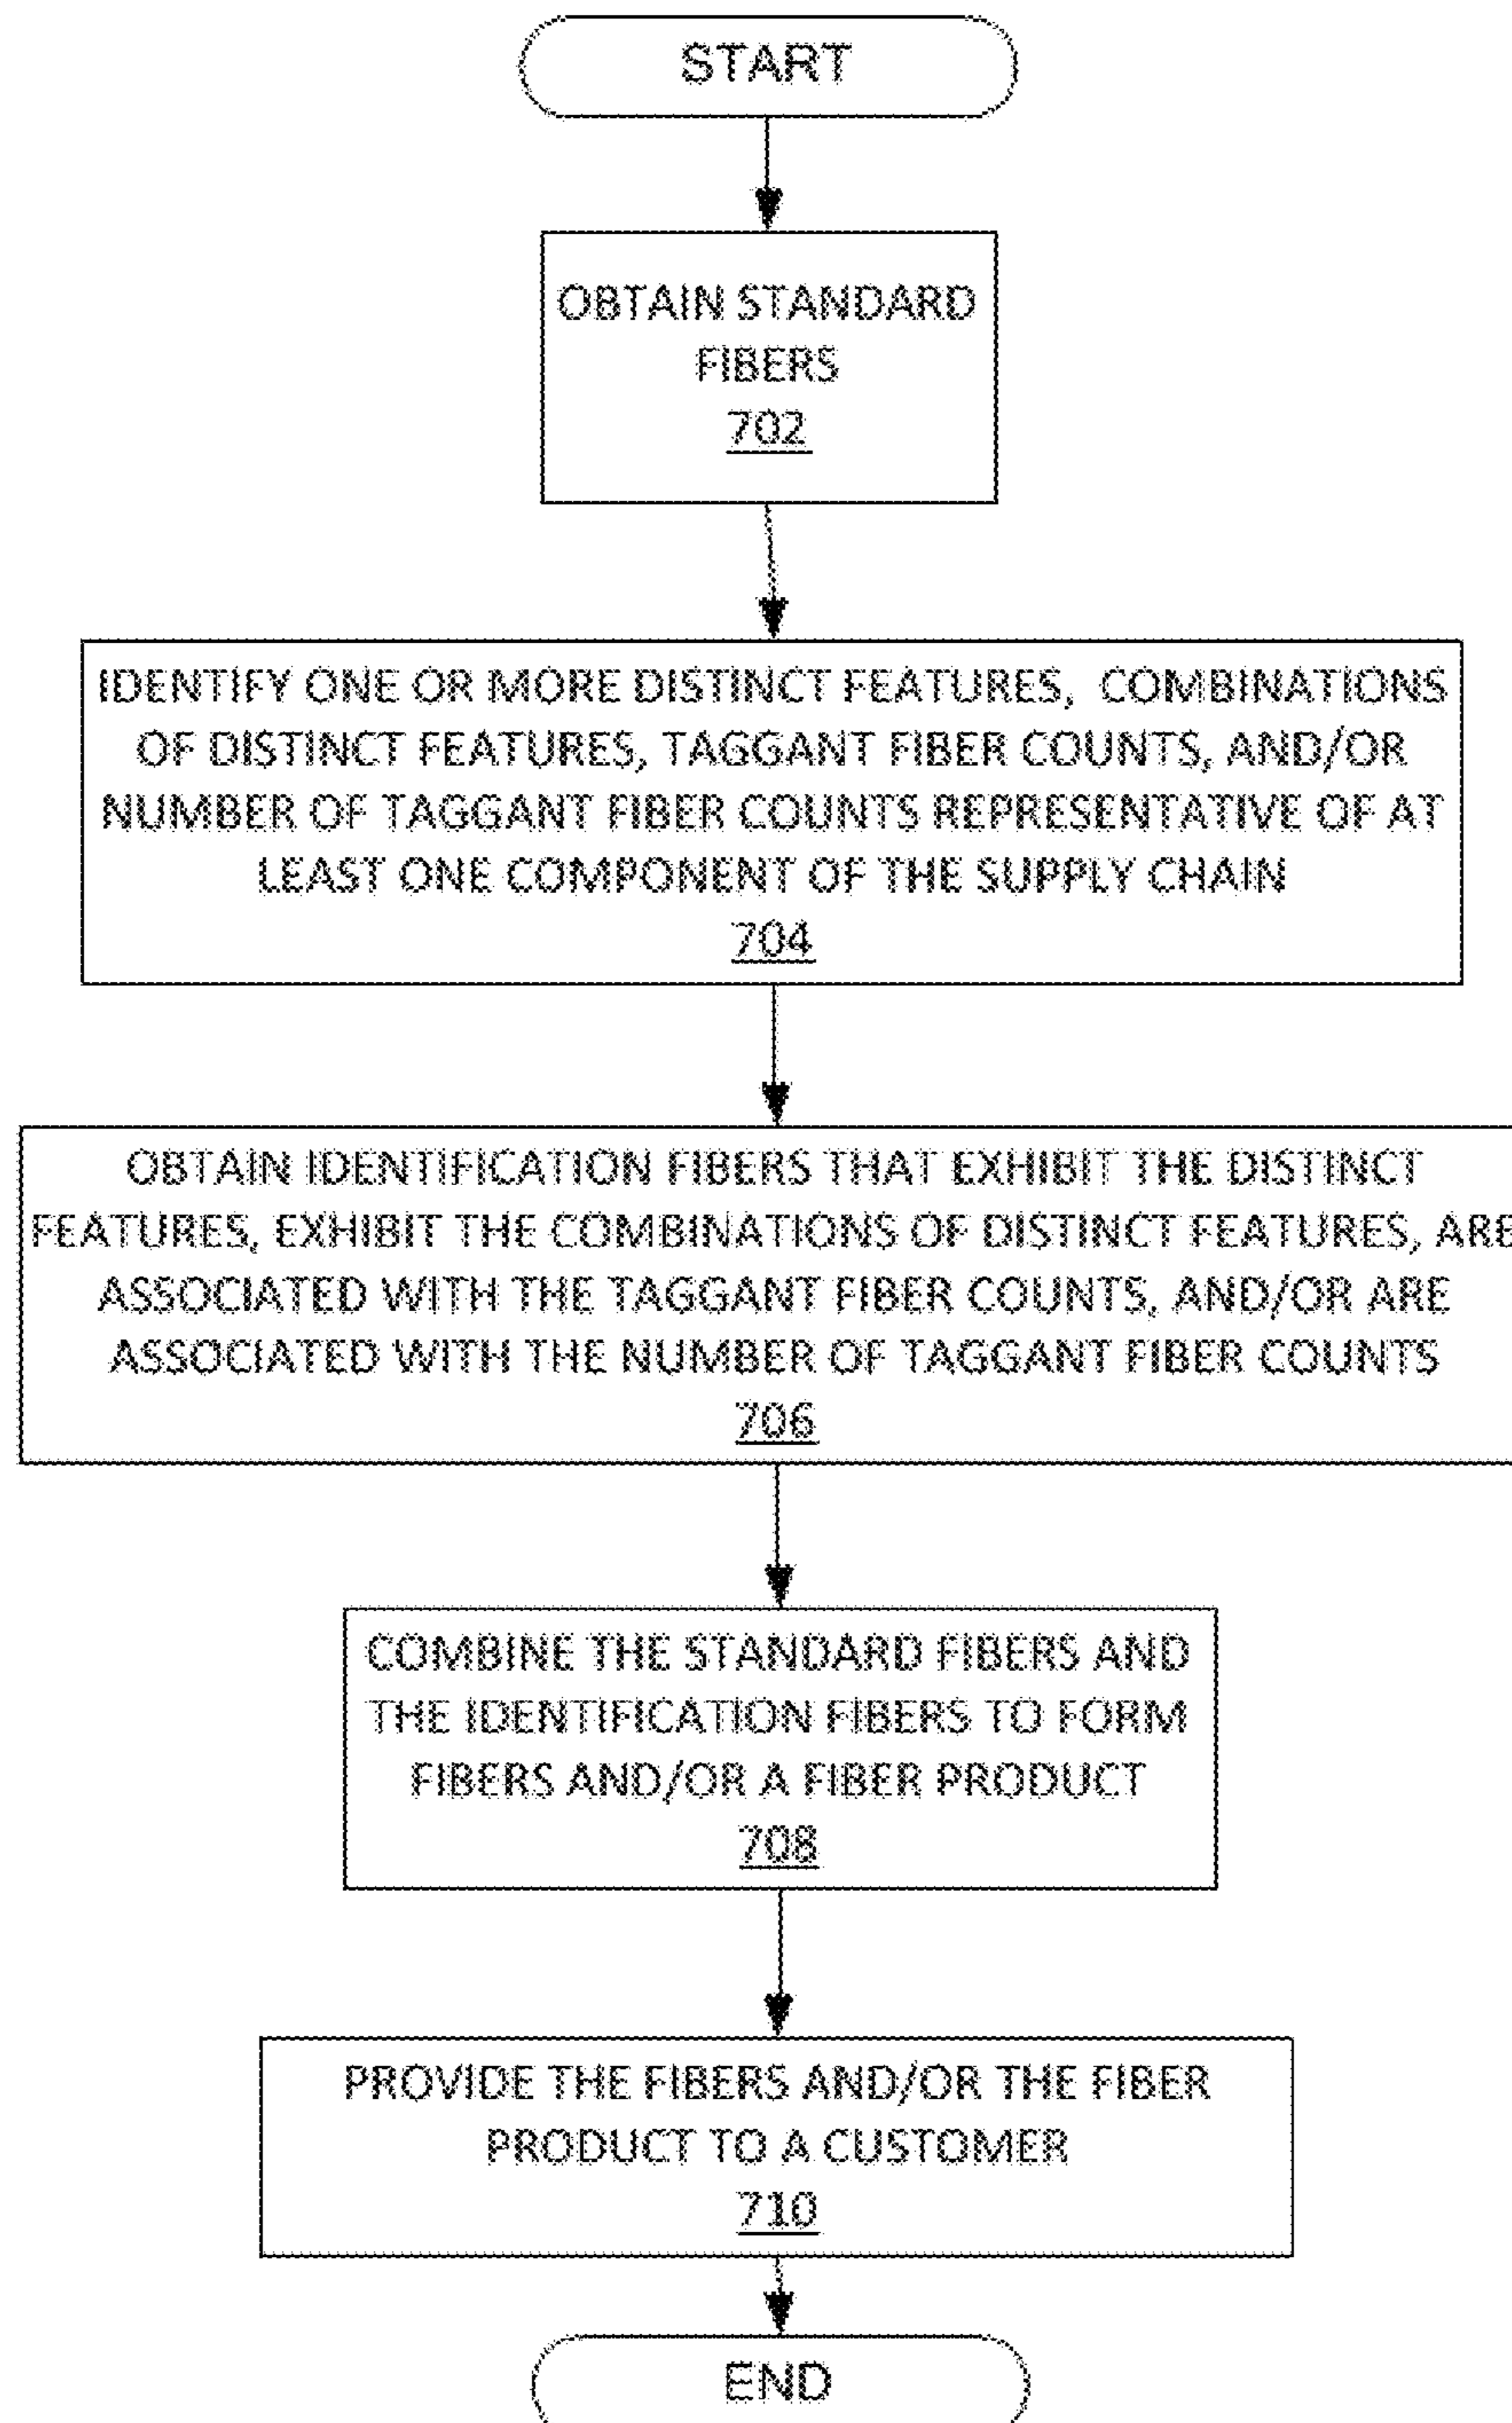 START
OBTAIN STANDARD
FIBERS
702
IDENTIFY ONE OR MORE DISTINCT FEATURES, COMBINATIONS
OF DISTINCT FEATURES, TAGGANT FIBER COUNTS, AND/OR
NUMBER OF TAGGANT FIBER COUNTS REPRESENTATIVE OF AT
LEAST ONE COMPONENT OF THE SUPPLY CHAIN
704
OBTAIN IDENTIFICATION FIBERS THAT EXHIBIT THE DISTINCT
FEATURES, EXHIBIT THE COMBINATIONS OF DISTINCT FEATURES, ARE
ASSOCIATED WITH THE TAGGANT FIBER COUNTS, AND/OR ARE
ASSOCIATED WITH THE NUMBER OF TAGGANT FIBER COUNTS
706
COMBINE THE STANDARD FIBERS AND
THE IDENTIFICATION FIBERS TO FORM
FIBERS AND/OR A FIBER PRODUCT
708
PROVIDE THE FIBERS AND/OR THE FIBER
PRODUCT TO A CUSTOMER
710
END